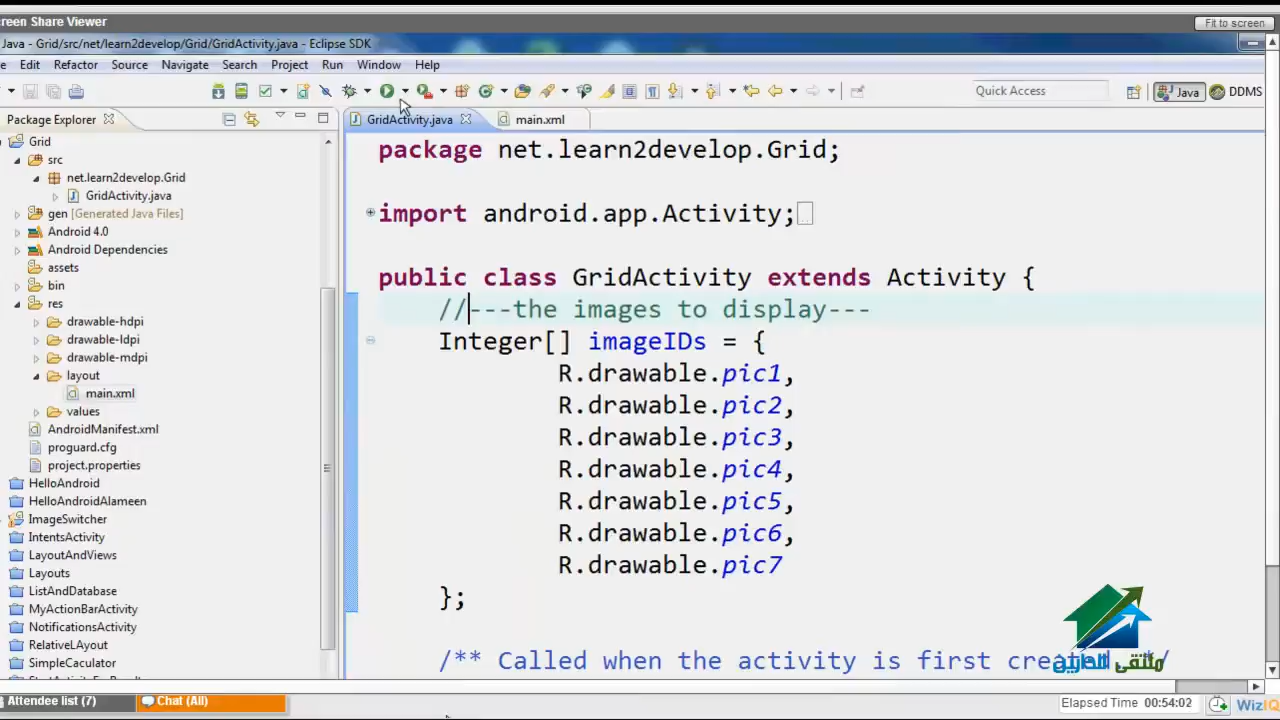 creen Share Viewer
Fit to screen
Java - Grid/src/net/learn2develop/Grid/GridActivity.java - Eclipse SDK
e Edit Refactor Source Navigate Search Project Run Window Help
Quick Access
Java
DDMS
Package Explorer
GridActivity.java
main.xml
Grid
src
net.learn2develop.Grid
GridActivity.java
gen [Generated Java Files]
Android 4.0
Android Dependencies
assets
bin
res
drawable-hdpi
drawable-ldpi
drawable-mdpi
layout
main.xml
values
AndroidManifest.xml
proguard.cfg
project.properties
HelloAndroid
HelloAndroidAlameen
ImageSwitcher
IntentsActivity
LayoutAndViews
Layouts
ListAndDatabase
MyActionBarActivity
NotificationsActivity
RelativeLAyout
SimpleCaculator
package net.learn2develop.Grid;
import android.app.Activity;
public class GridActivity extends Activity {
//---the images to display---
Integer[] imageIDs = {
R.drawable.pic1,
R.drawable.pic2,
R.drawable.pic3,
R.drawable.pic4,
R.drawable.pic5,
R.drawable.pic6,
R.drawable.pic7
};
/** Called when the activity is first created. */
ملتقى الدارين
Attendee list (7)
Chat (All)
Elapsed Time 00:54:02
WizIQ